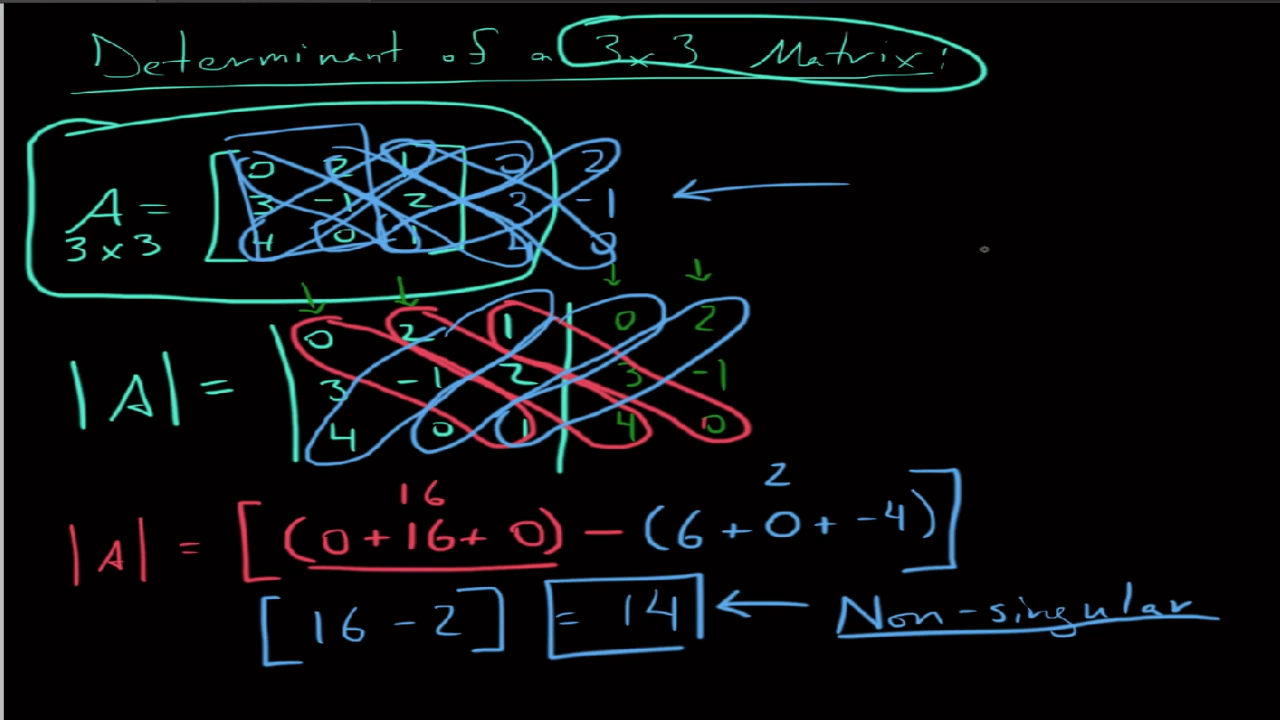 Determinant of a 3x3 Matrix:
0 2 1 0 2
A = 3 -1 2 3 -1
3x3 4 0 1 4 0
0 2 1 0 2
|A| = 3 -1 2 3 -1
4 0 1 4 0
16 2
|A| = [(0+16+0) - (6+0+-4)]
[16-2] = 14 ← Non-singular